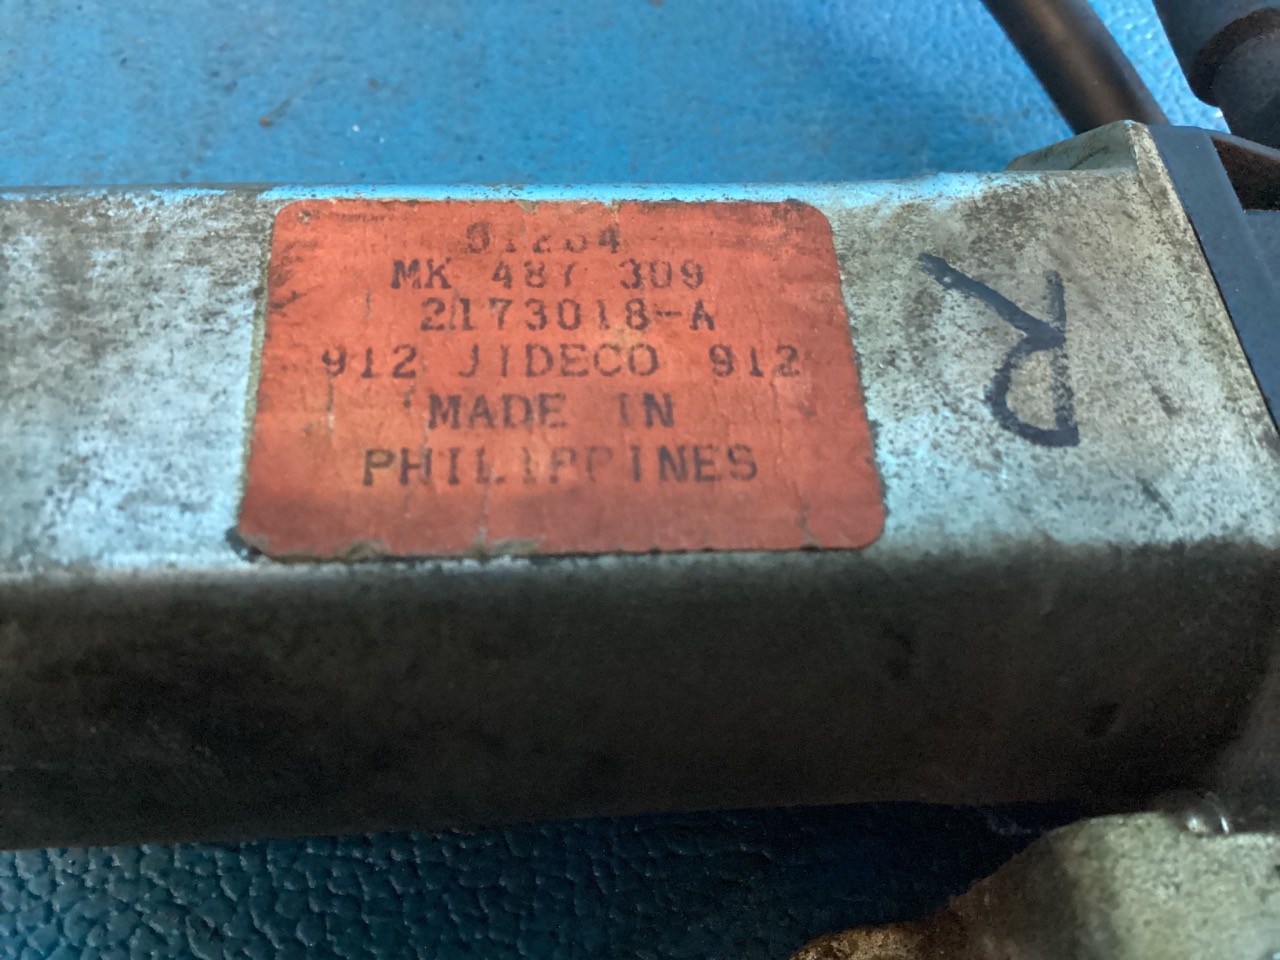 MK 487 309
2173018-A
912 JIDECO 912
MADE IN
PHILIPPINES
R